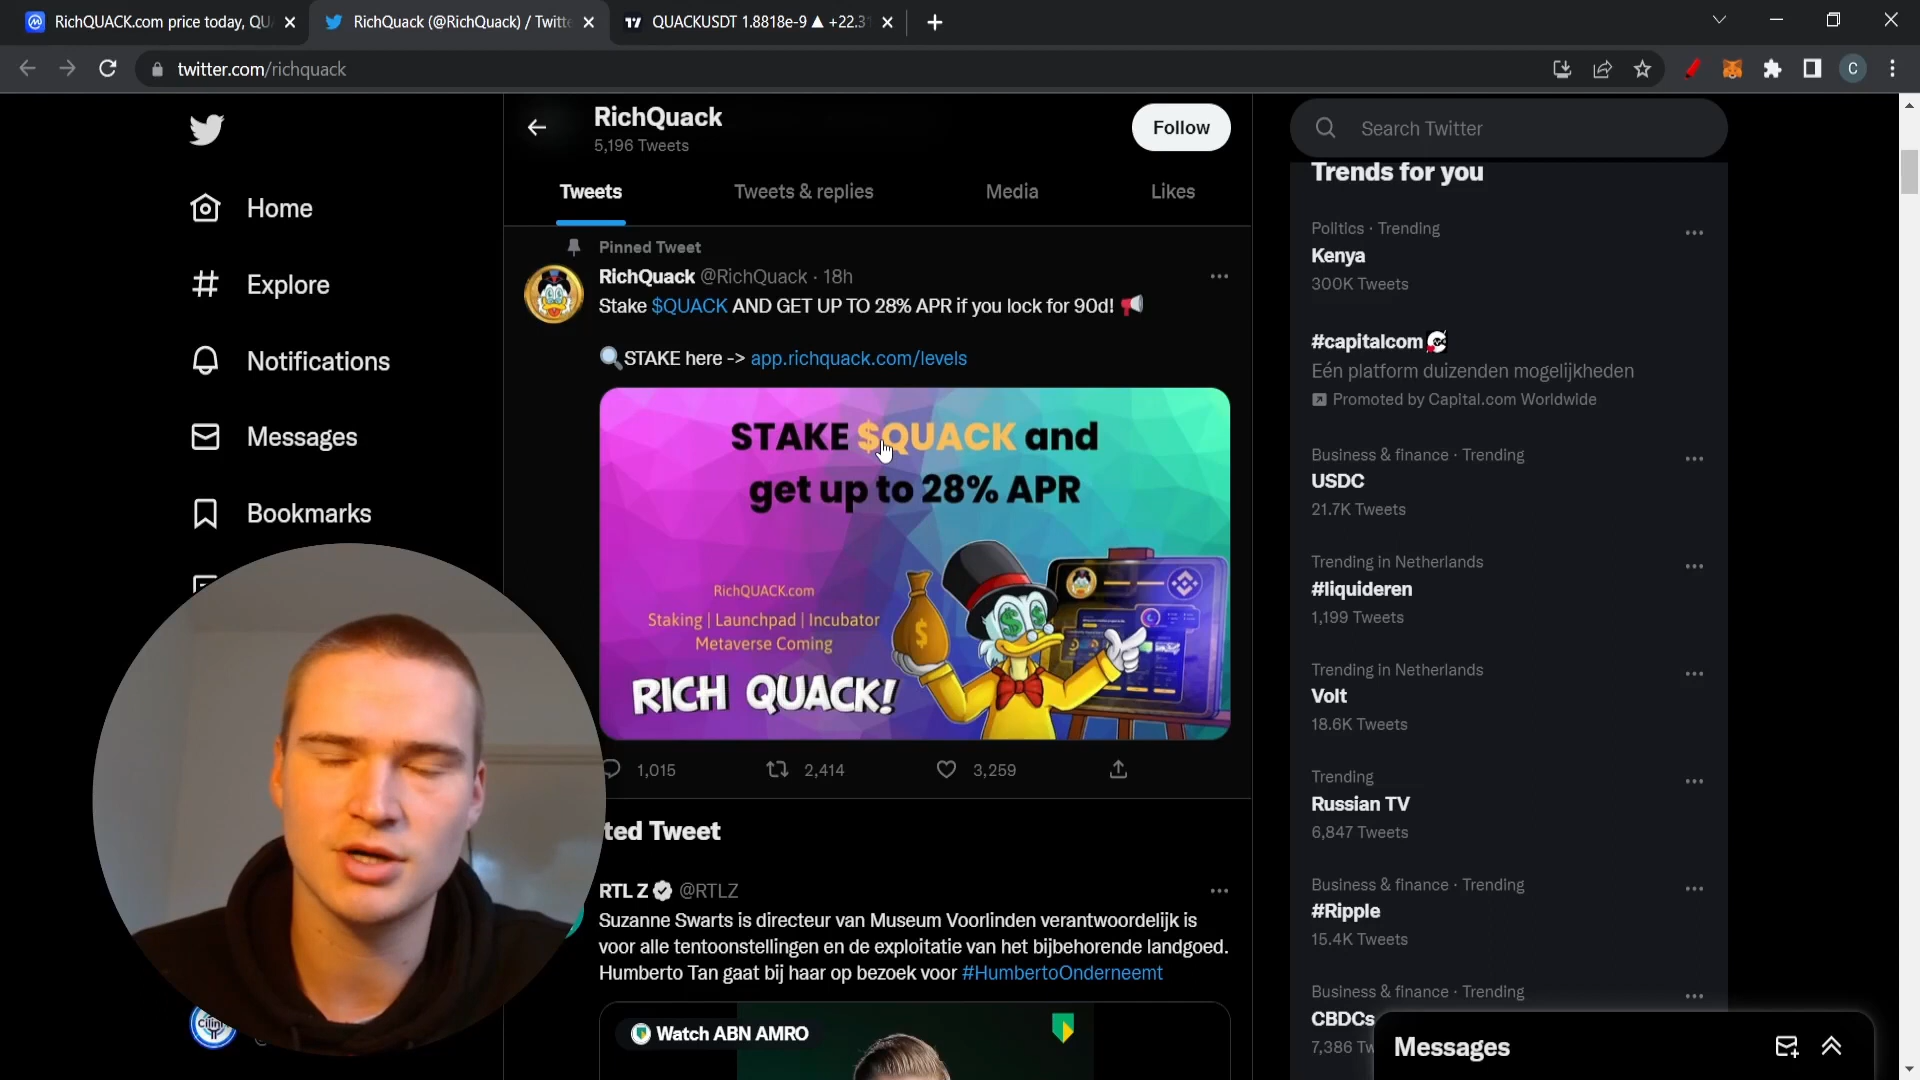 RichQUACK.com price today, QU
RichQuack (@RichQuack) / Twitte
QUACKUSDT 1.8818e-9 ▲ +22.3
twitter.com/richquack
C
RichQuack
5,196 Tweets
Follow
Search Twitter
Home
Explore
Notifications
Messages
Bookmarks
Tweets
Tweets & replies
Media
Likes
Pinned Tweet
RichQuack @RichQuack · 18h
Stake $QUACK AND GET UP TO 28% APR if you lock for 90d! 📢
🔍STAKE here -> app.richquack.com/levels
STAKE $QUACK and
get up to 28% APR
RichQUACK.com
Staking | Launchpad | Incubator
Metaverse Coming
RICH QUACK!
1,015
2,414
3,259
ted Tweet
RTL Z @RTLZ
Suzanne Swarts is directeur van Museum Voorlinden verantwoordelijk is
voor alle tentoonstellingen en de exploitatie van het bijbehorende landgoed.
Humberto Tan gaat bij haar op bezoek voor #HumbertoOnderneemt
Watch ABN AMRO
Trends for you
Politics · Trending
Kenya
300K Tweets
#capitalcom
Eén platform duizenden mogelijkheden
Promoted by Capital.com Worldwide
Business & finance · Trending
USDC
21.7K Tweets
Trending in Netherlands
#liquideren
1,199 Tweets
Trending in Netherlands
Volt
18.6K Tweets
Trending
Russian TV
6,847 Tweets
Business & finance · Trending
#Ripple
15.4K Tweets
Business & finance · Trending
CBDCs
7,386 Tw
Messages